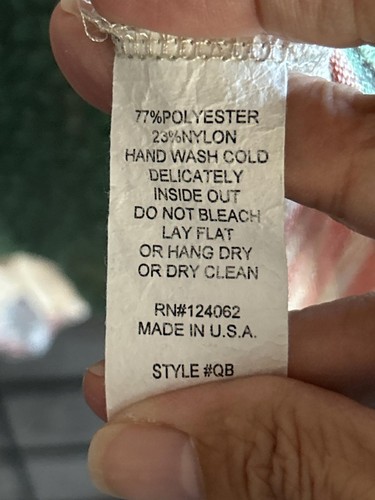 77%POLYESTER
23%NYLON
HAND WASH COLD
DELICATELY
INSIDE OUT
DO NOT BLEACH
LAY FLAT
OR HANG DRY
OR DRY CLEAN
RN#124062
MADE IN U.S.A.
STYLE #QB